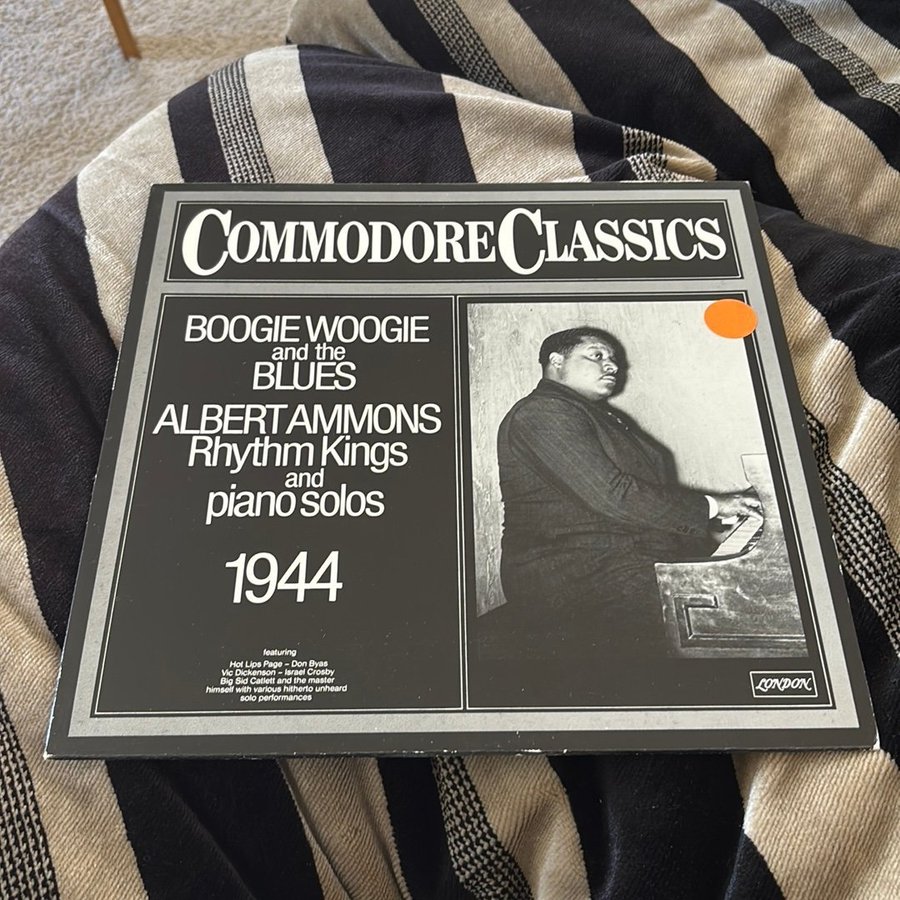 COMMODORE CLASSICS
BOOGIE WOOGIE
and the
BLUES
ALBERT AMMONS
Rhythm Kings
and
piano solos
1944
featuring
Hot Lips Page – Don Byas
Vic Dickenson – Israel Crosby
Big Sid Catlett and the master
himself with various hitherto unheard
solo performances
LONDON